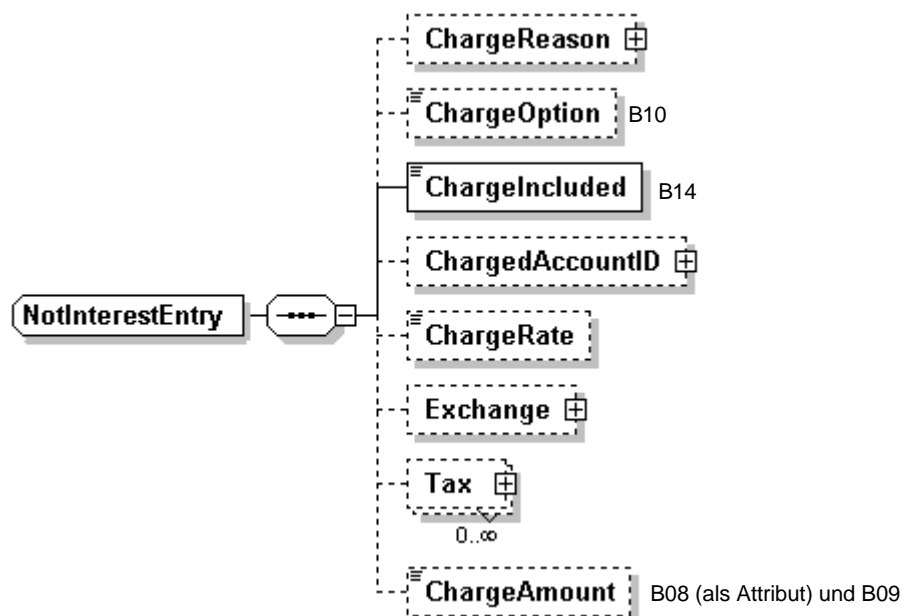 ChargeReason
ChargeOption B10
ChargeIncluded B14
ChargedAccountID
NotInterestEntry
ChargeRate
Exchange
Tax
0..∞
ChargeAmount B08 (als Attribut) und B09